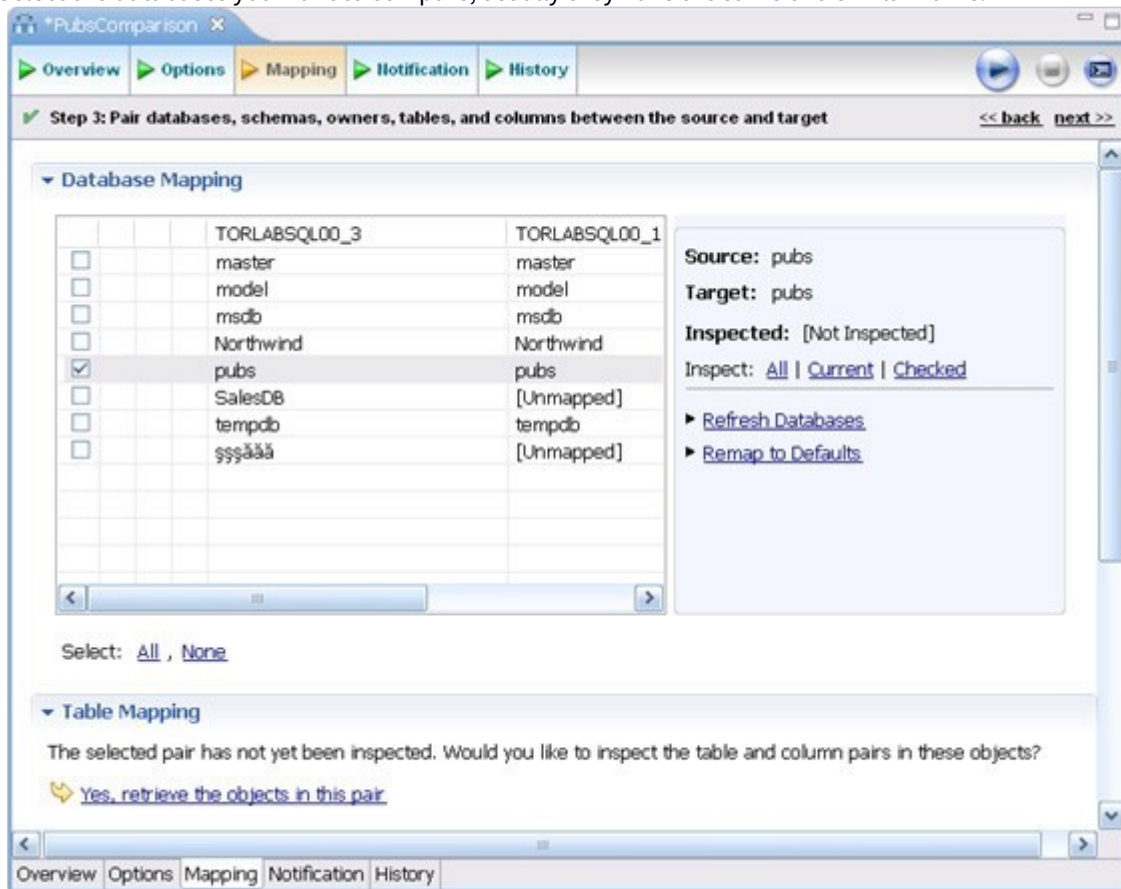 *PubsComparison
Overview Options Mapping Notification History
Step 3: Pair databases, schemas, owners, tables, and columns between the source and target << back next >>
Database Mapping
TORLABSQL00_3 TORLABSQL00_1
master master
model model
msdb msdb
Northwind Northwind
pubs pubs
SalesDB [Unmapped]
tempdb tempdb
şşşăăă [Unmapped]
Source: pubs
Target: pubs
Inspected: [Not Inspected]
Inspect: All | Current | Checked
Refresh Databases
Remap to Defaults
Select: All , None
Table Mapping
The selected pair has not yet been inspected. Would you like to inspect the table and column pairs in these objects?
Yes, retrieve the objects in this pair
Overview Options Mapping Notification History